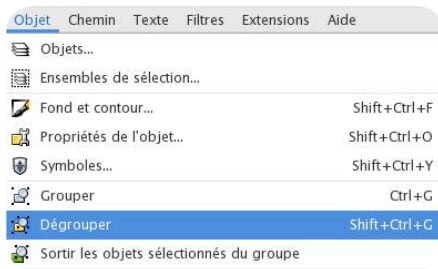 Objet Chemin Texte Filtres Extensions Aide
Objets...
Ensembles de sélection...
Fond et contour... Shift+Ctrl+F
Propriétés de l'objet... Shift+Ctrl+O
Symboles... Shift+Ctrl+Y
Grouper Ctrl+G
Dégrouper Shift+Ctrl+G
Sortir les objets sélectionnés du groupe